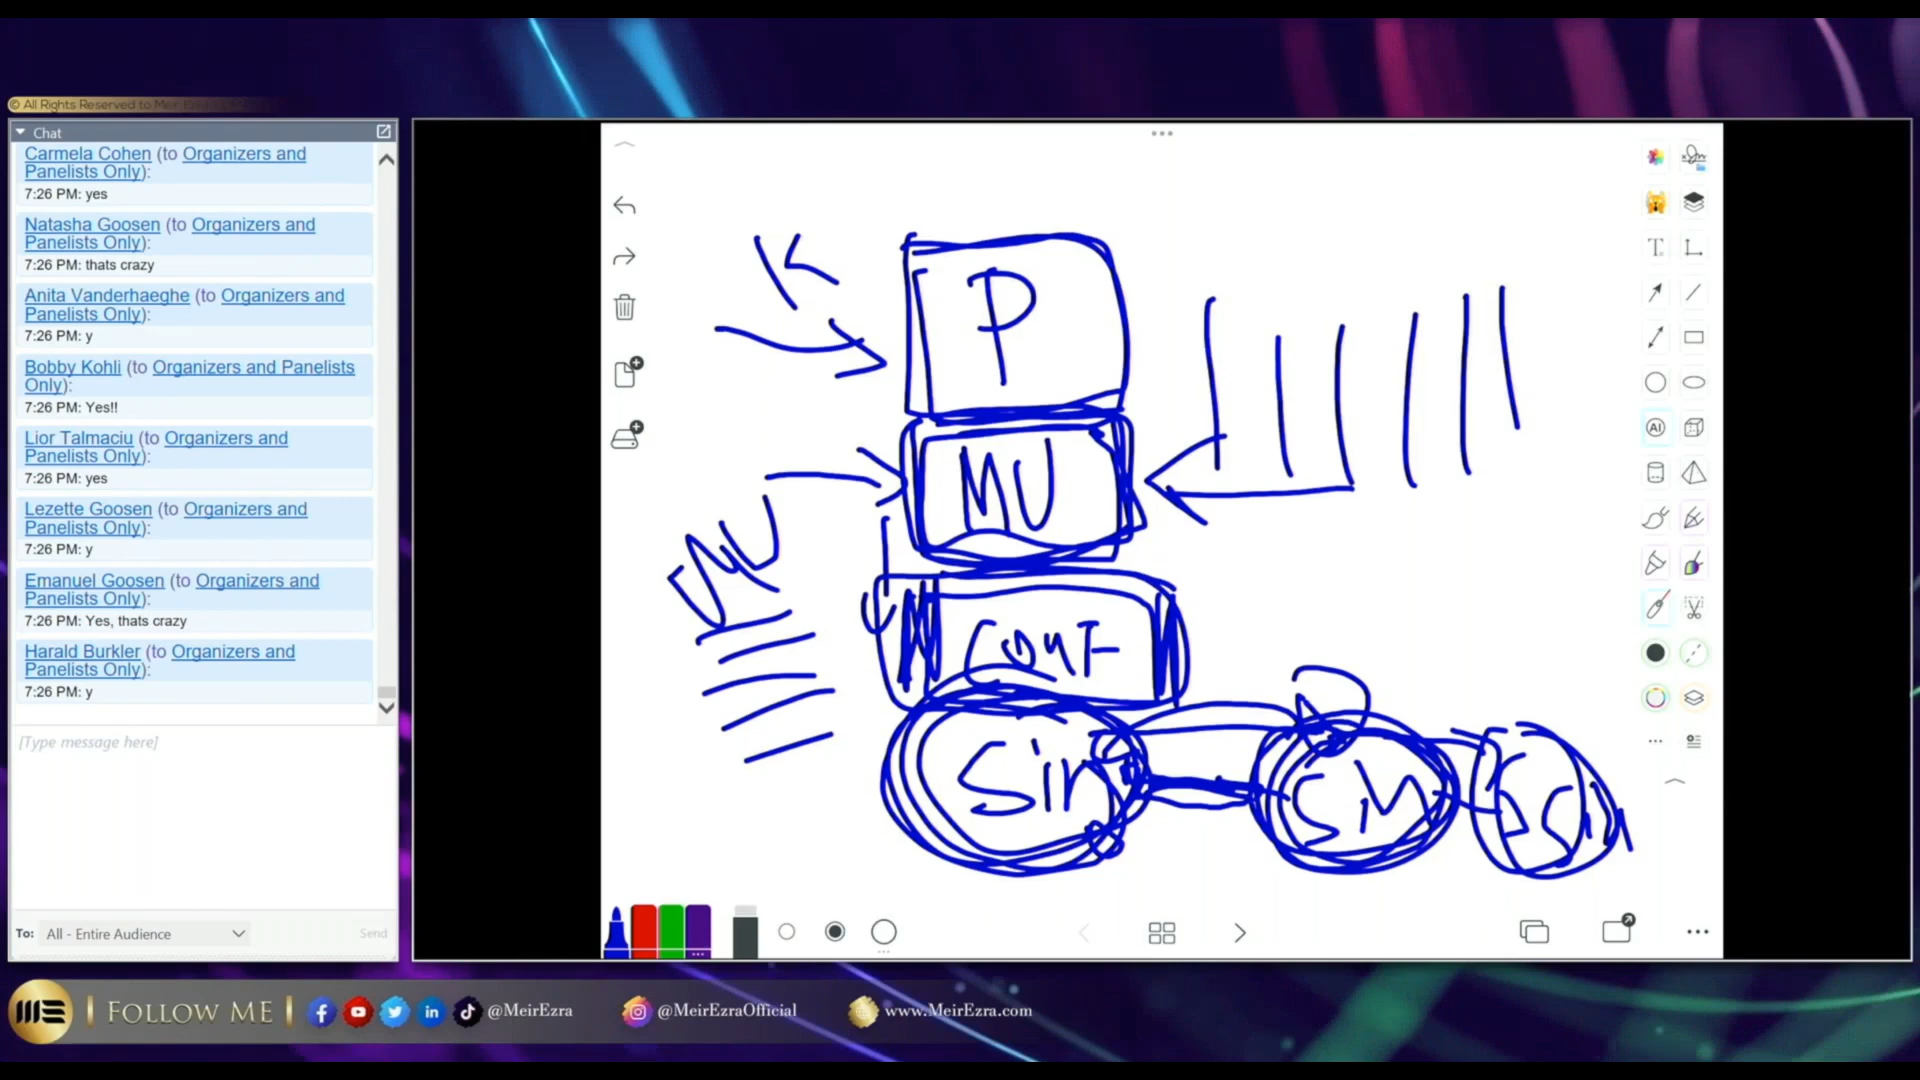 © All Rights Reserved to Meir Ezra
Chat
Carmela Cohen (to Organizers and
Panelists Only):
7:26 PM: yes
Natasha Goosen (to Organizers and
Panelists Only):
7:26 PM: thats crazy
Anita Vanderhaeghe (to Organizers and
Panelists Only):
7:26 PM: y
Bobby Kohli (to Organizers and Panelists
Only):
7:26 PM: Yes!!
Lior Talmaciu (to Organizers and
Panelists Only):
7:26 PM: yes
Lezette Goosen (to Organizers and
Panelists Only):
7:26 PM: y
Emanuel Goosen (to Organizers and
Panelists Only):
7:26 PM: Yes, thats crazy
Harald Burkler (to Organizers and
Panelists Only):
7:26 PM: y
[Type message here]
To: All - Entire Audience
Send
K
P
MU
MU
conf
Sin
SM
AI
FOLLOW ME
@MeirEzra
@MeirEzraOfficial
www.MeirEzra.com